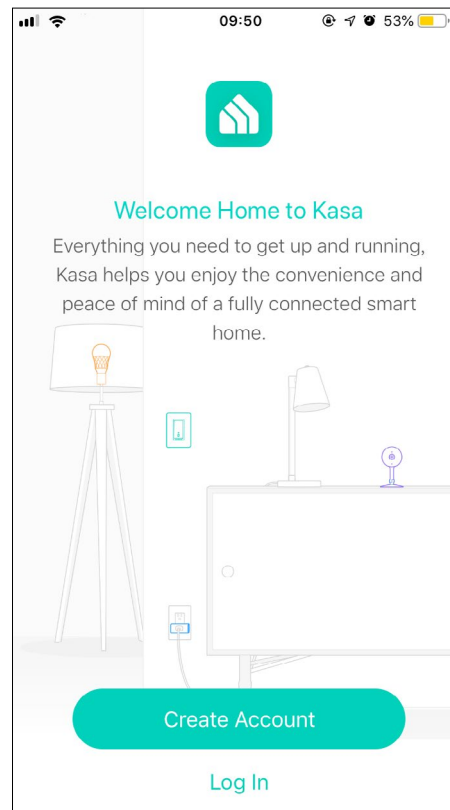 09:50
53%
Welcome Home to Kasa
Everything you need to get up and running,
Kasa helps you enjoy the convenience and
peace of mind of a fully connected smart
home.
Create Account
Log In